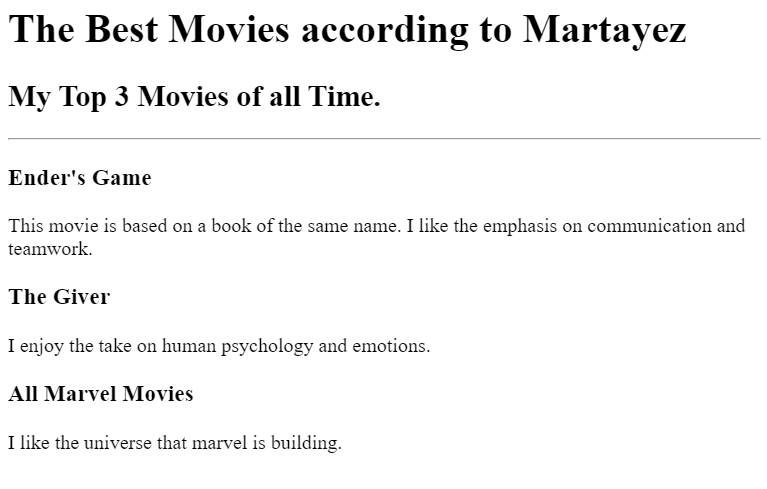 The Best Movies according to Martayez
My Top 3 Movies of all Time.
Ender's Game
This movie is based on a book of the same name. I like the emphasis on communication and
teamwork.
The Giver
I enjoy the take on human psychology and emotions.
All Marvel Movies
I like the universe that marvel is building.